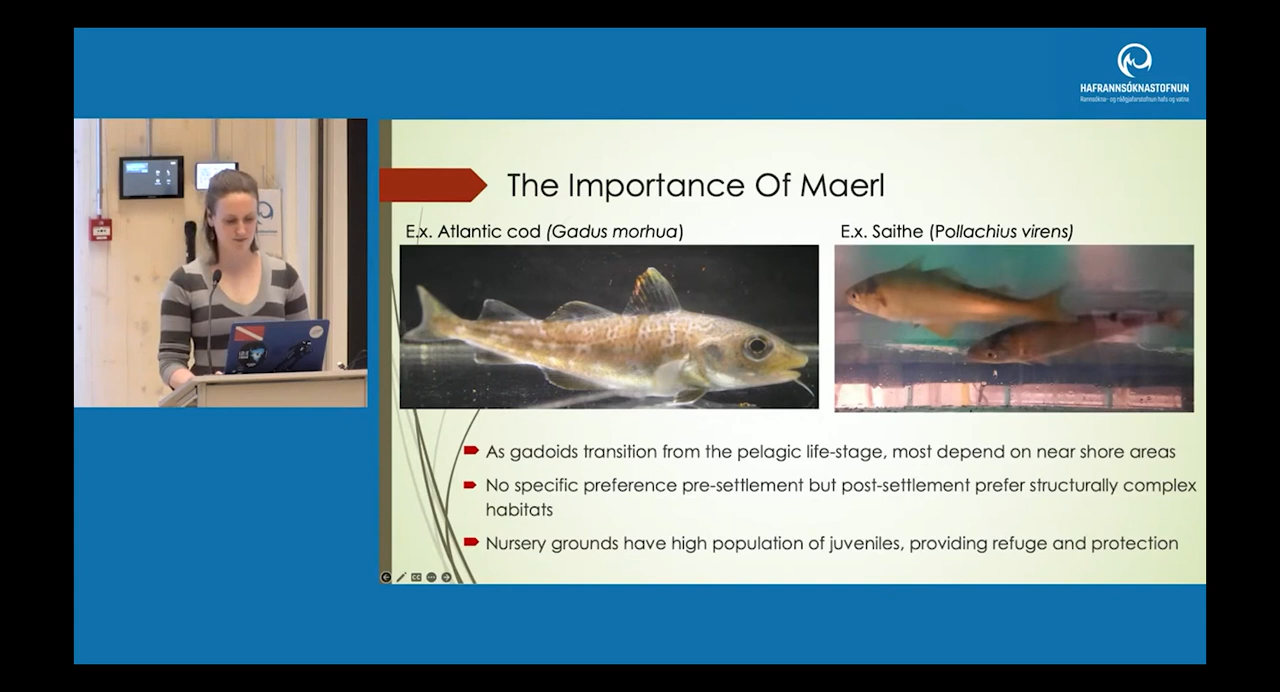 HAFRANNSÓKNASTOFNUN
Rannsókna- og ráðgjafarstofnun hafs og vatna
The Importance Of Maerl
E.x. Atlantic cod (Gadus morhua)
E.x. Saithe (Pollachius virens)
As gadoids transition from the pelagic life-stage, most depend on near shore areas
No specific preference pre-settlement but post-settlement prefer structurally complex
habitats
Nursery grounds have high population of juveniles, providing refuge and protection
CC